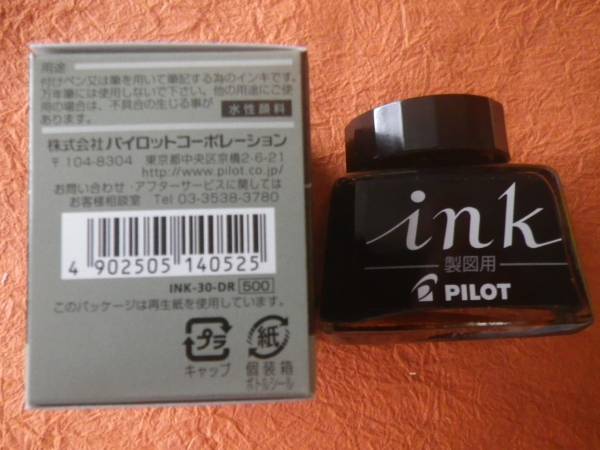 用途
付けペン又は筆を用いて筆記する為のインキです。
万年筆には使用しないで下さい。他の用途にご使
用の場合は、不具合の生じる事が
あります。
水性顔料
株式会社パイロットコーポレーション
〒104-8304 東京都中央区京橋2-6-21
http://www.pilot.co.jp/
お問い合わせ・アフターサービスに関しては
お客様相談室 Tel 03-3538-3780
4 902505 140525
INK-30-DR 500
このパッケージは再生紙を使用しています。
プラ
キャップ
紙
個装箱
ボトルシール
ink
製図用
PILOT